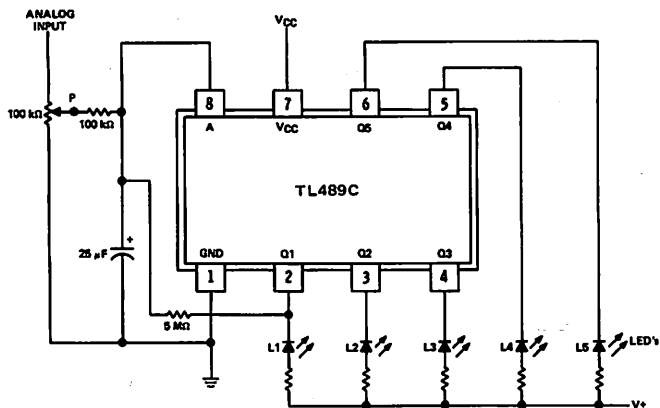 ANALOG
INPUT
VCC
P
100 kΩ
100 kΩ
8
7
6
5
A
VCC
Q5
Q4
TL489C
+
25 µF
GND
Q1
Q2
Q3
1
2
3
4
5 MΩ
L1
L2
L3
L4
L5
LED's
V+